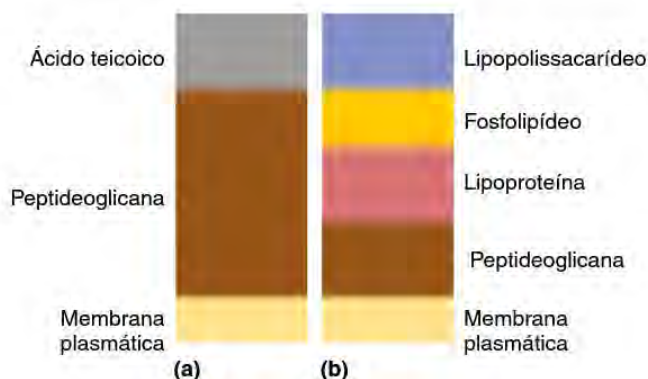 Ácido teicoico
Peptideoglicana
Membrana
plasmática
(a)
Lipopolissacarídeo
Fosfolipídeo
Lipoproteína
Peptideoglicana
Membrana
plasmática
(b)